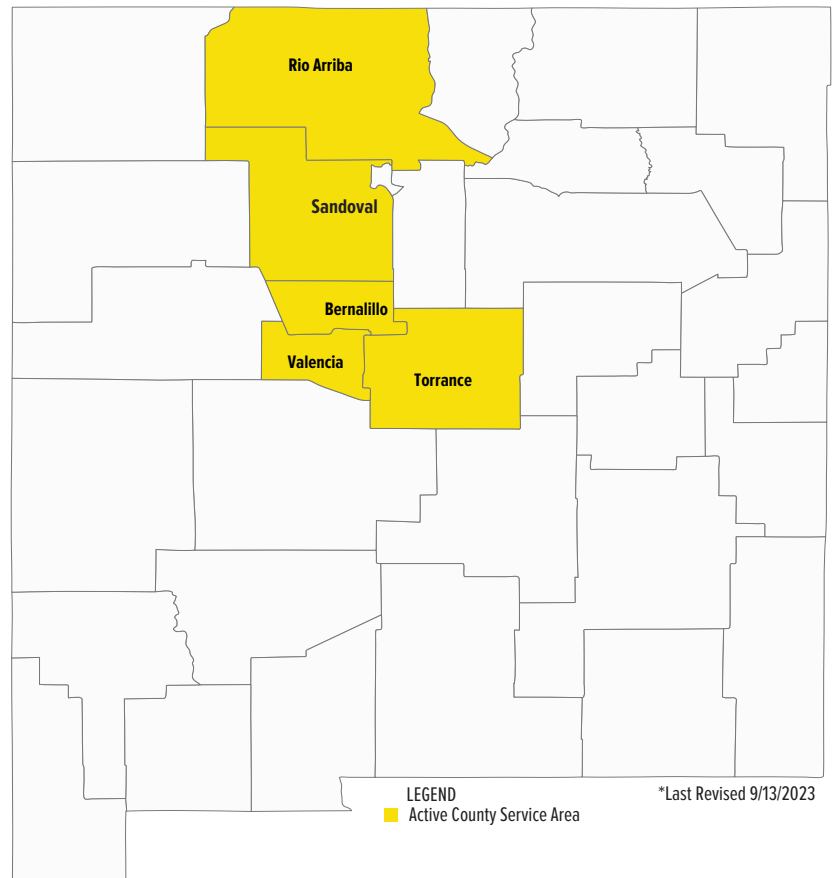 Rio Arriba
Sandoval
Bernalillo
Valencia
Torrance
LEGEND
Active County Service Area
*Last Revised 9/13/2023